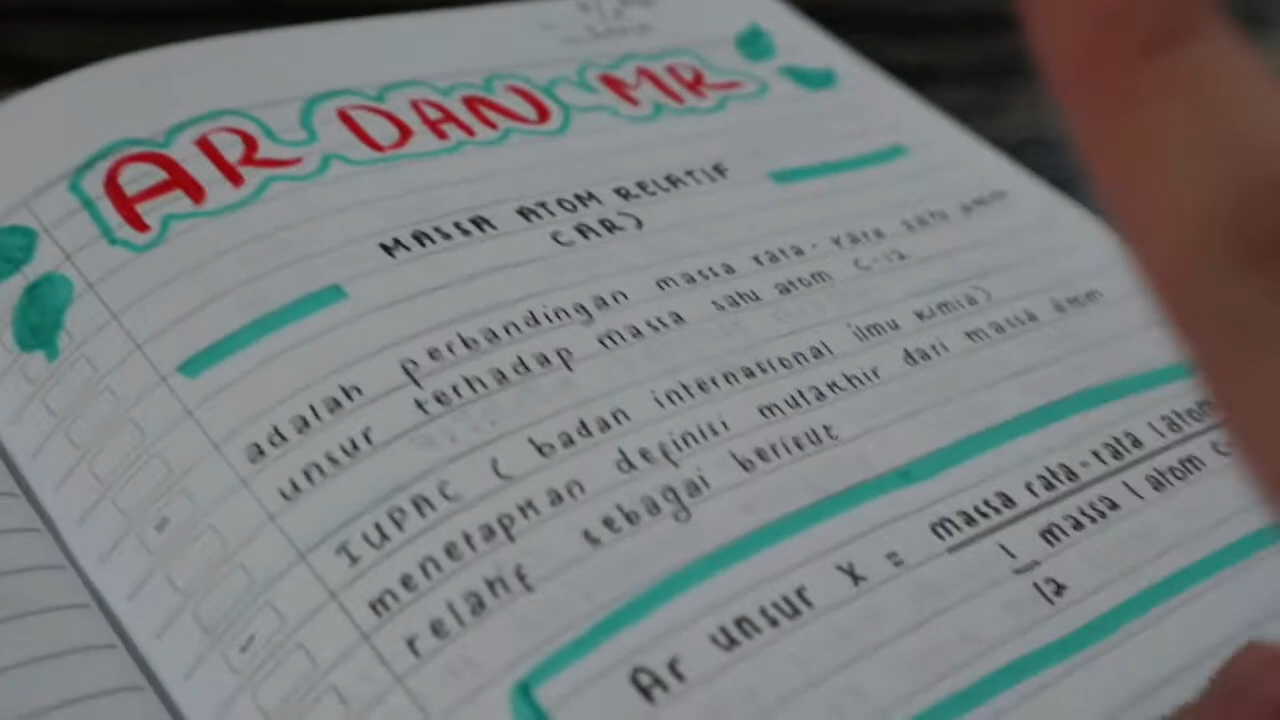 AR DAN MR
MASSA ATOM RELATIF
(AR)
adalah perbandingan massa rata-rata satu atom
unsur terhadap massa satu atom C-12
IUPAC (badan internasional ilmu kimia)
menetapkan definisi mutakhir dari massa atom
relatif sebagai berikut
Ar unsur X = massa rata-rata 1 atom
1/12 massa 1 atom C-